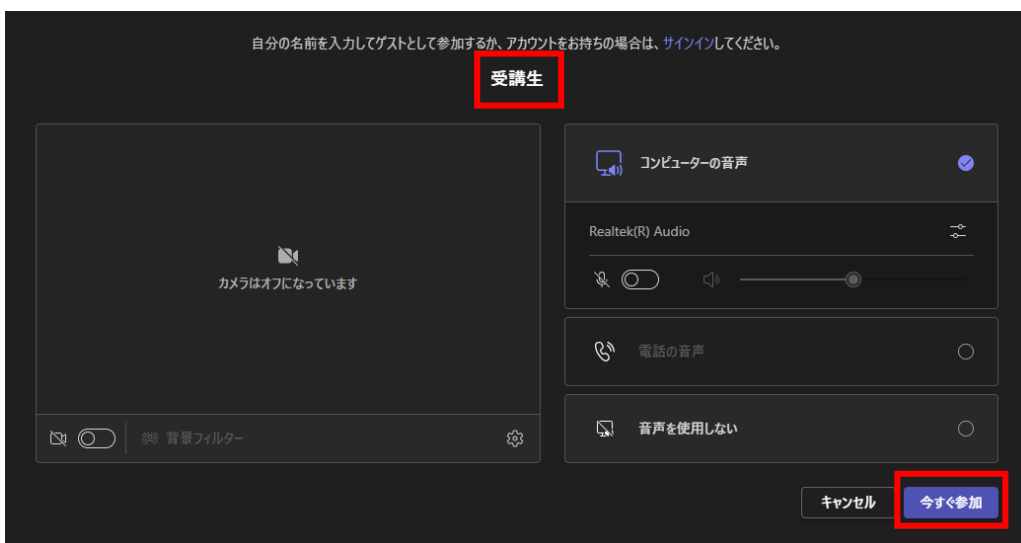 自分の名前を入力してゲストとして参加するか、アカウントをお持ちの場合は、サインインしてください。
受講生
コンピューターの音声
Realtek(R) Audio
カメラはオフになっています
電話の音声
背景フィルター
音声を使用しない
キャンセル
今すぐ参加